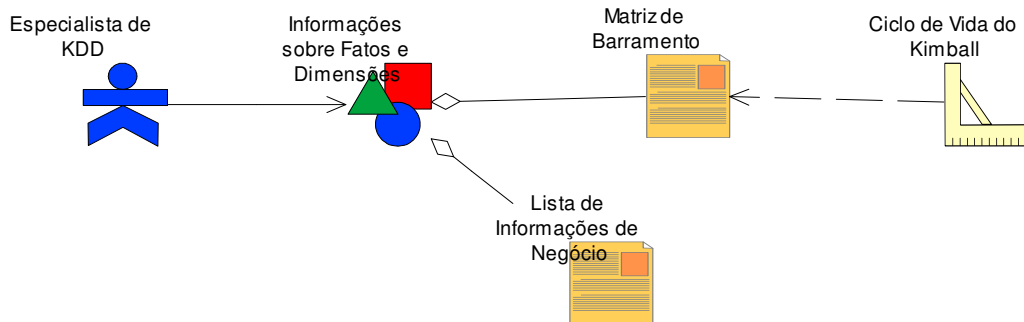 Especialista de
KDD
Informações
sobre Fatos e
Dimensões
Matriz de
Barramento
Ciclo de Vida do
Kimball
Lista de
Informações de
Negócio